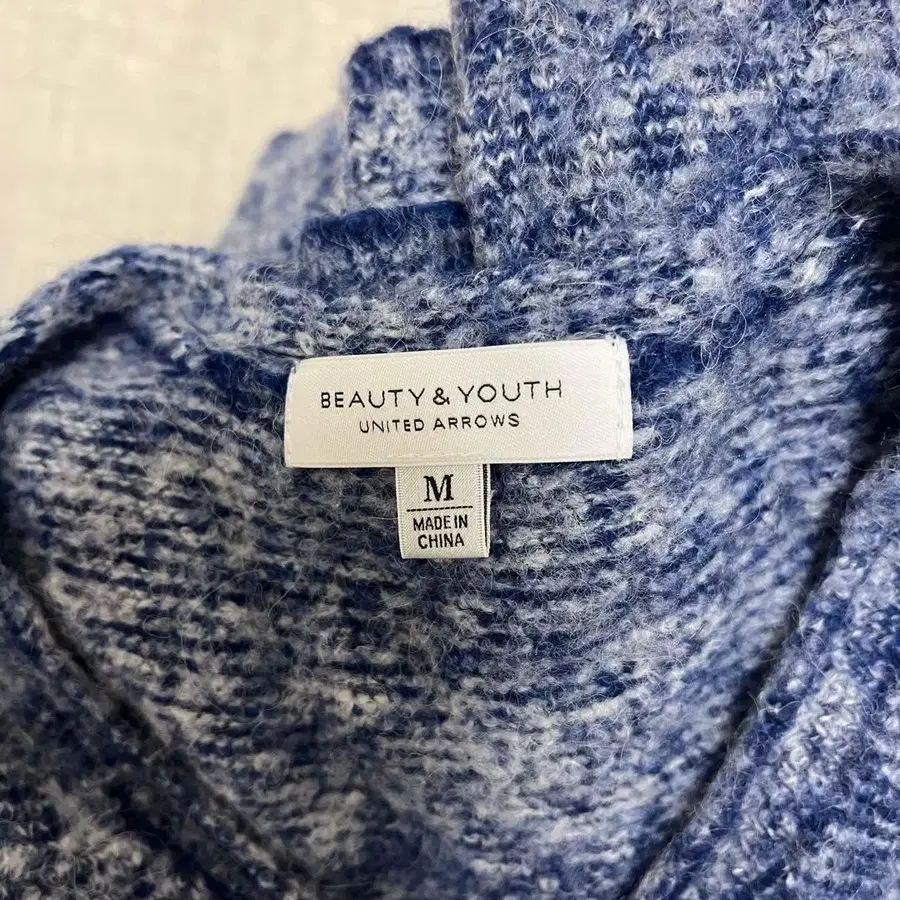 BEAUTY & YOUTH
UNITED ARROWS
M
MADE IN
CHINA